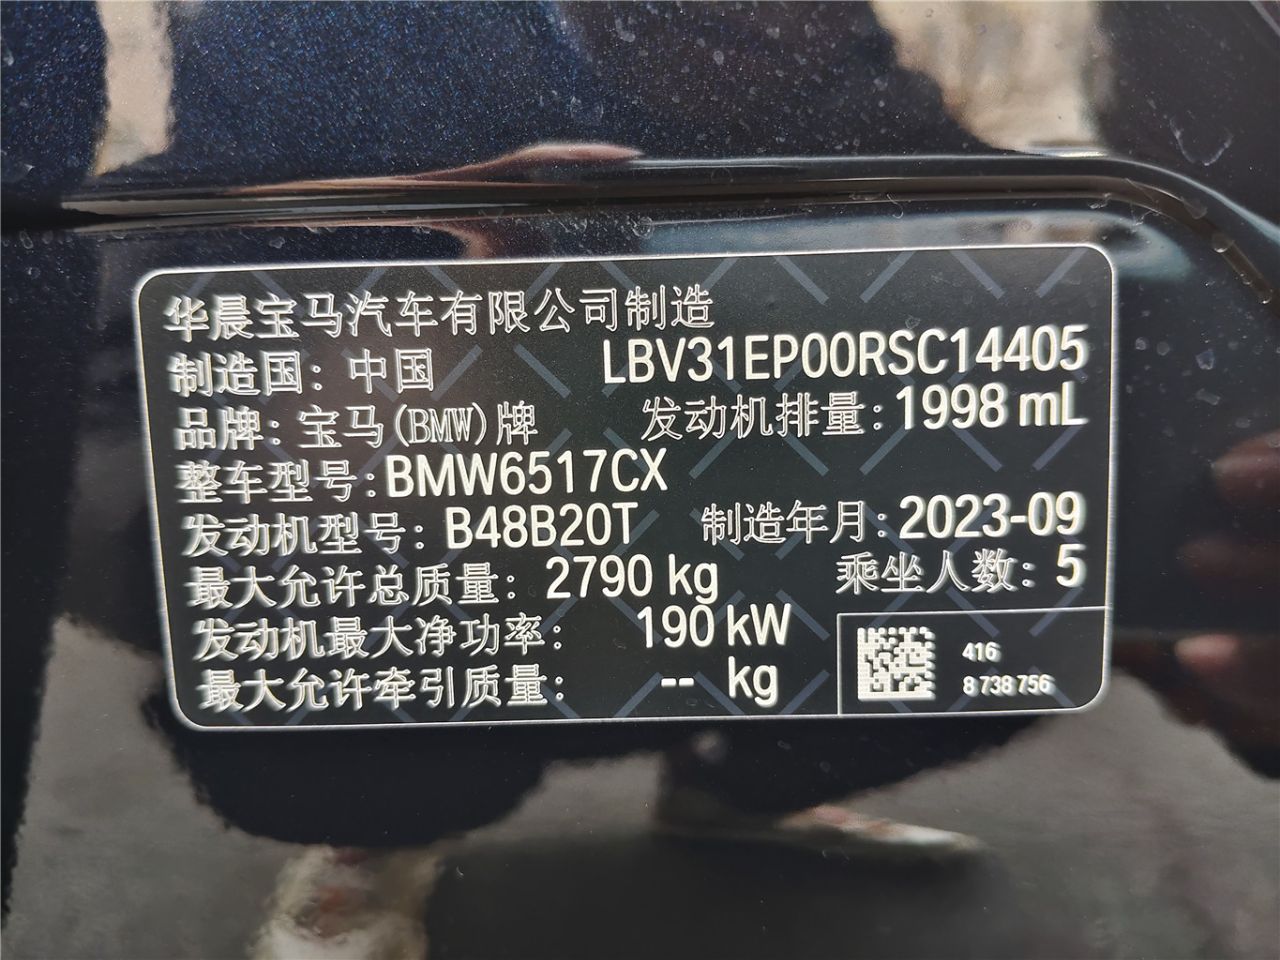 华晨宝马汽车有限公司制造
制造国: 中国 LBV31EP00RSC14405
品牌: 宝马(BMW)牌 发动机排量: 1998 mL
整车型号: BMW6517CX
发动机型号: B48B20T 制造年月: 2023-09
最大允许总质量: 2790 kg 乘坐人数: 5
发动机最大净功率: 190 kW
最大允许牵引质量: -- kg
416
8 738 756